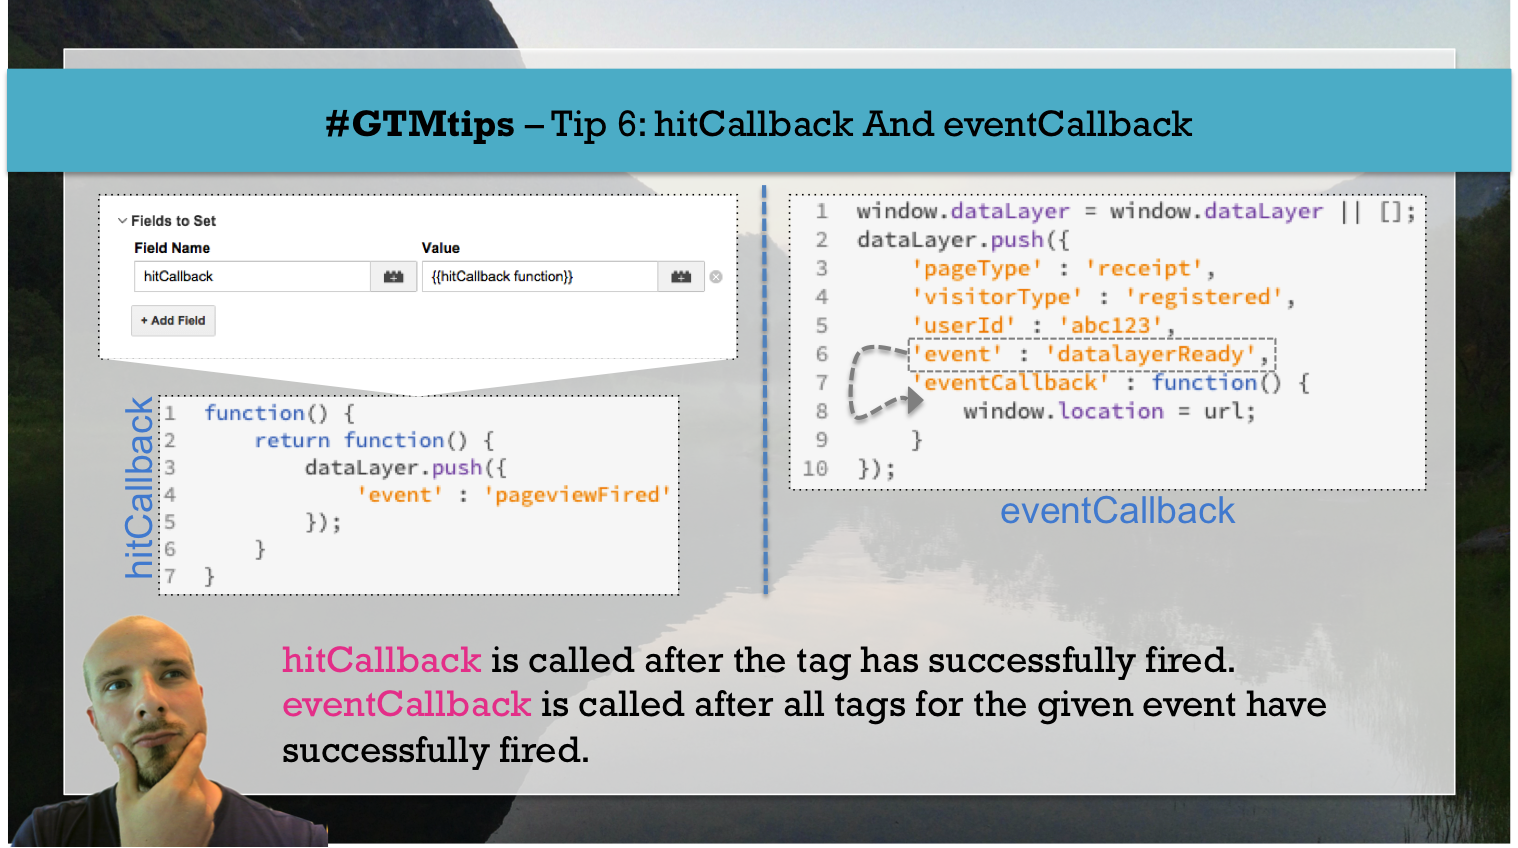 #GTMtips – Tip 6: hitCallback And eventCallback
Fields to Set
Field Name Value
hitCallback {{hitCallback function}}
+ Add Field
hitCallback
1 function() {
2 return function() {
3 dataLayer.push({
4 'event' : 'pageviewFired'
5 });
6 }
7 }
1 window.dataLayer = window.dataLayer || [];
2 dataLayer.push({
3 'pageType' : 'receipt',
4 'visitorType' : 'registered',
5 'userId' : 'abc123',
6 'event' : 'datalayerReady',
7 'eventCallback' : function() {
8 window.location = url;
9 }
10 });
eventCallback
hitCallback is called after the tag has successfully fired.
eventCallback is called after all tags for the given event have
successfully fired.